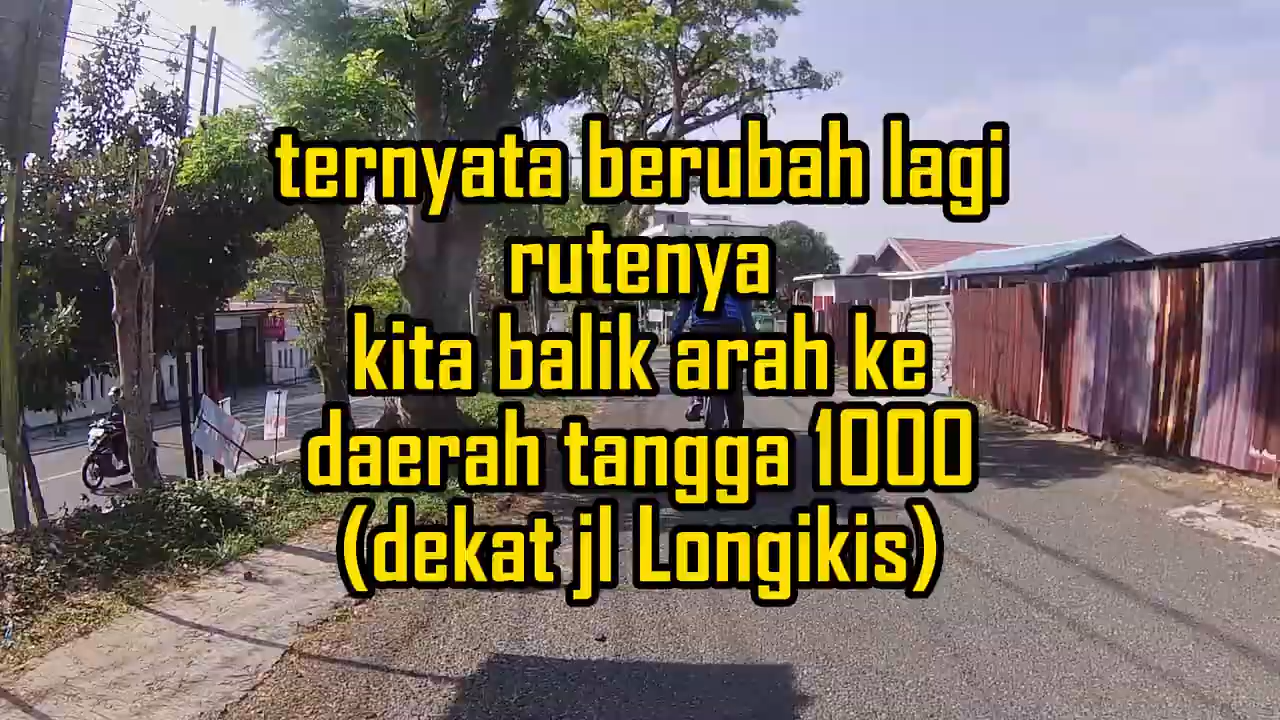 ternyata berubah lagi
rutenya
kita balik arah ke
daerah tangga 1000
(dekat jl Longikis)